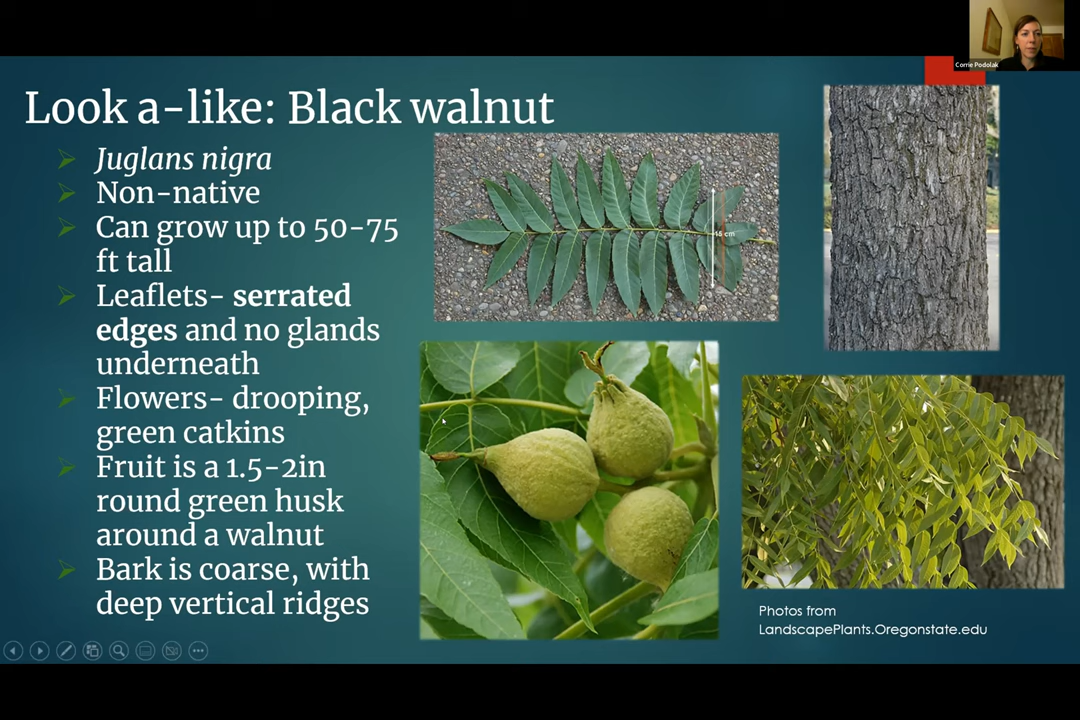 Corrie Podolak
Look a-like: Black walnut
Juglans nigra
Non-native
Can grow up to 50-75
ft tall
Leaflets- serrated
edges and no glands
underneath
Flowers- drooping,
green catkins
Fruit is a 1.5-2in
round green husk
around a walnut
Bark is coarse, with
deep vertical ridges
15 cm
Photos from
LandscapePlants.Oregonstate.edu